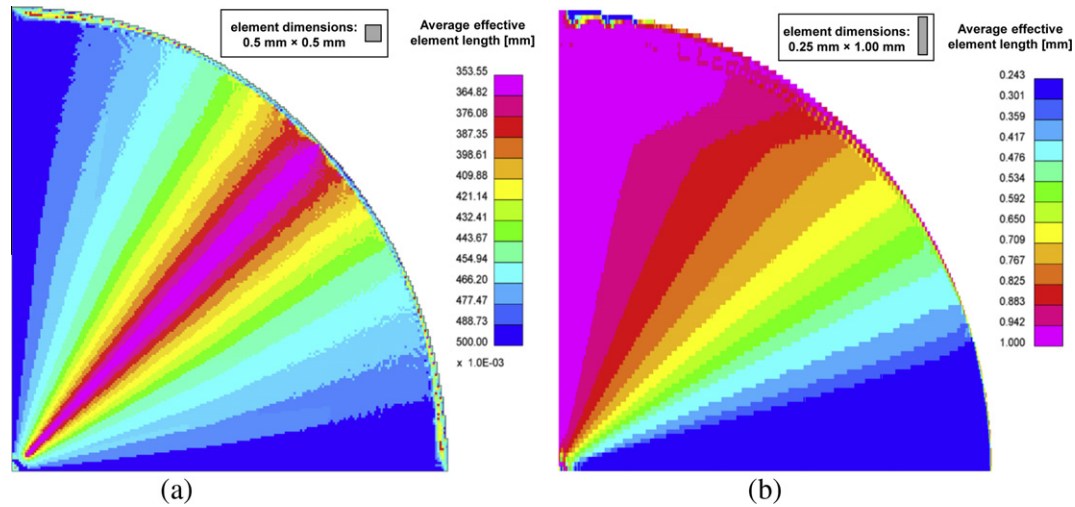 element dimensions:
0.5 mm × 0.5 mm
Average effective
element length [mm]
353.55
364.82
376.08
387.35
398.61
409.88
421.14
432.41
443.67
454.94
466.20
477.47
488.73
500.00
x 1.0E-03
(a)
element dimensions:
0.25 mm × 1.00 mm
Average effective
element length [mm]
0.243
0.301
0.359
0.417
0.476
0.534
0.592
0.650
0.709
0.767
0.825
0.883
0.942
1.000
(b)